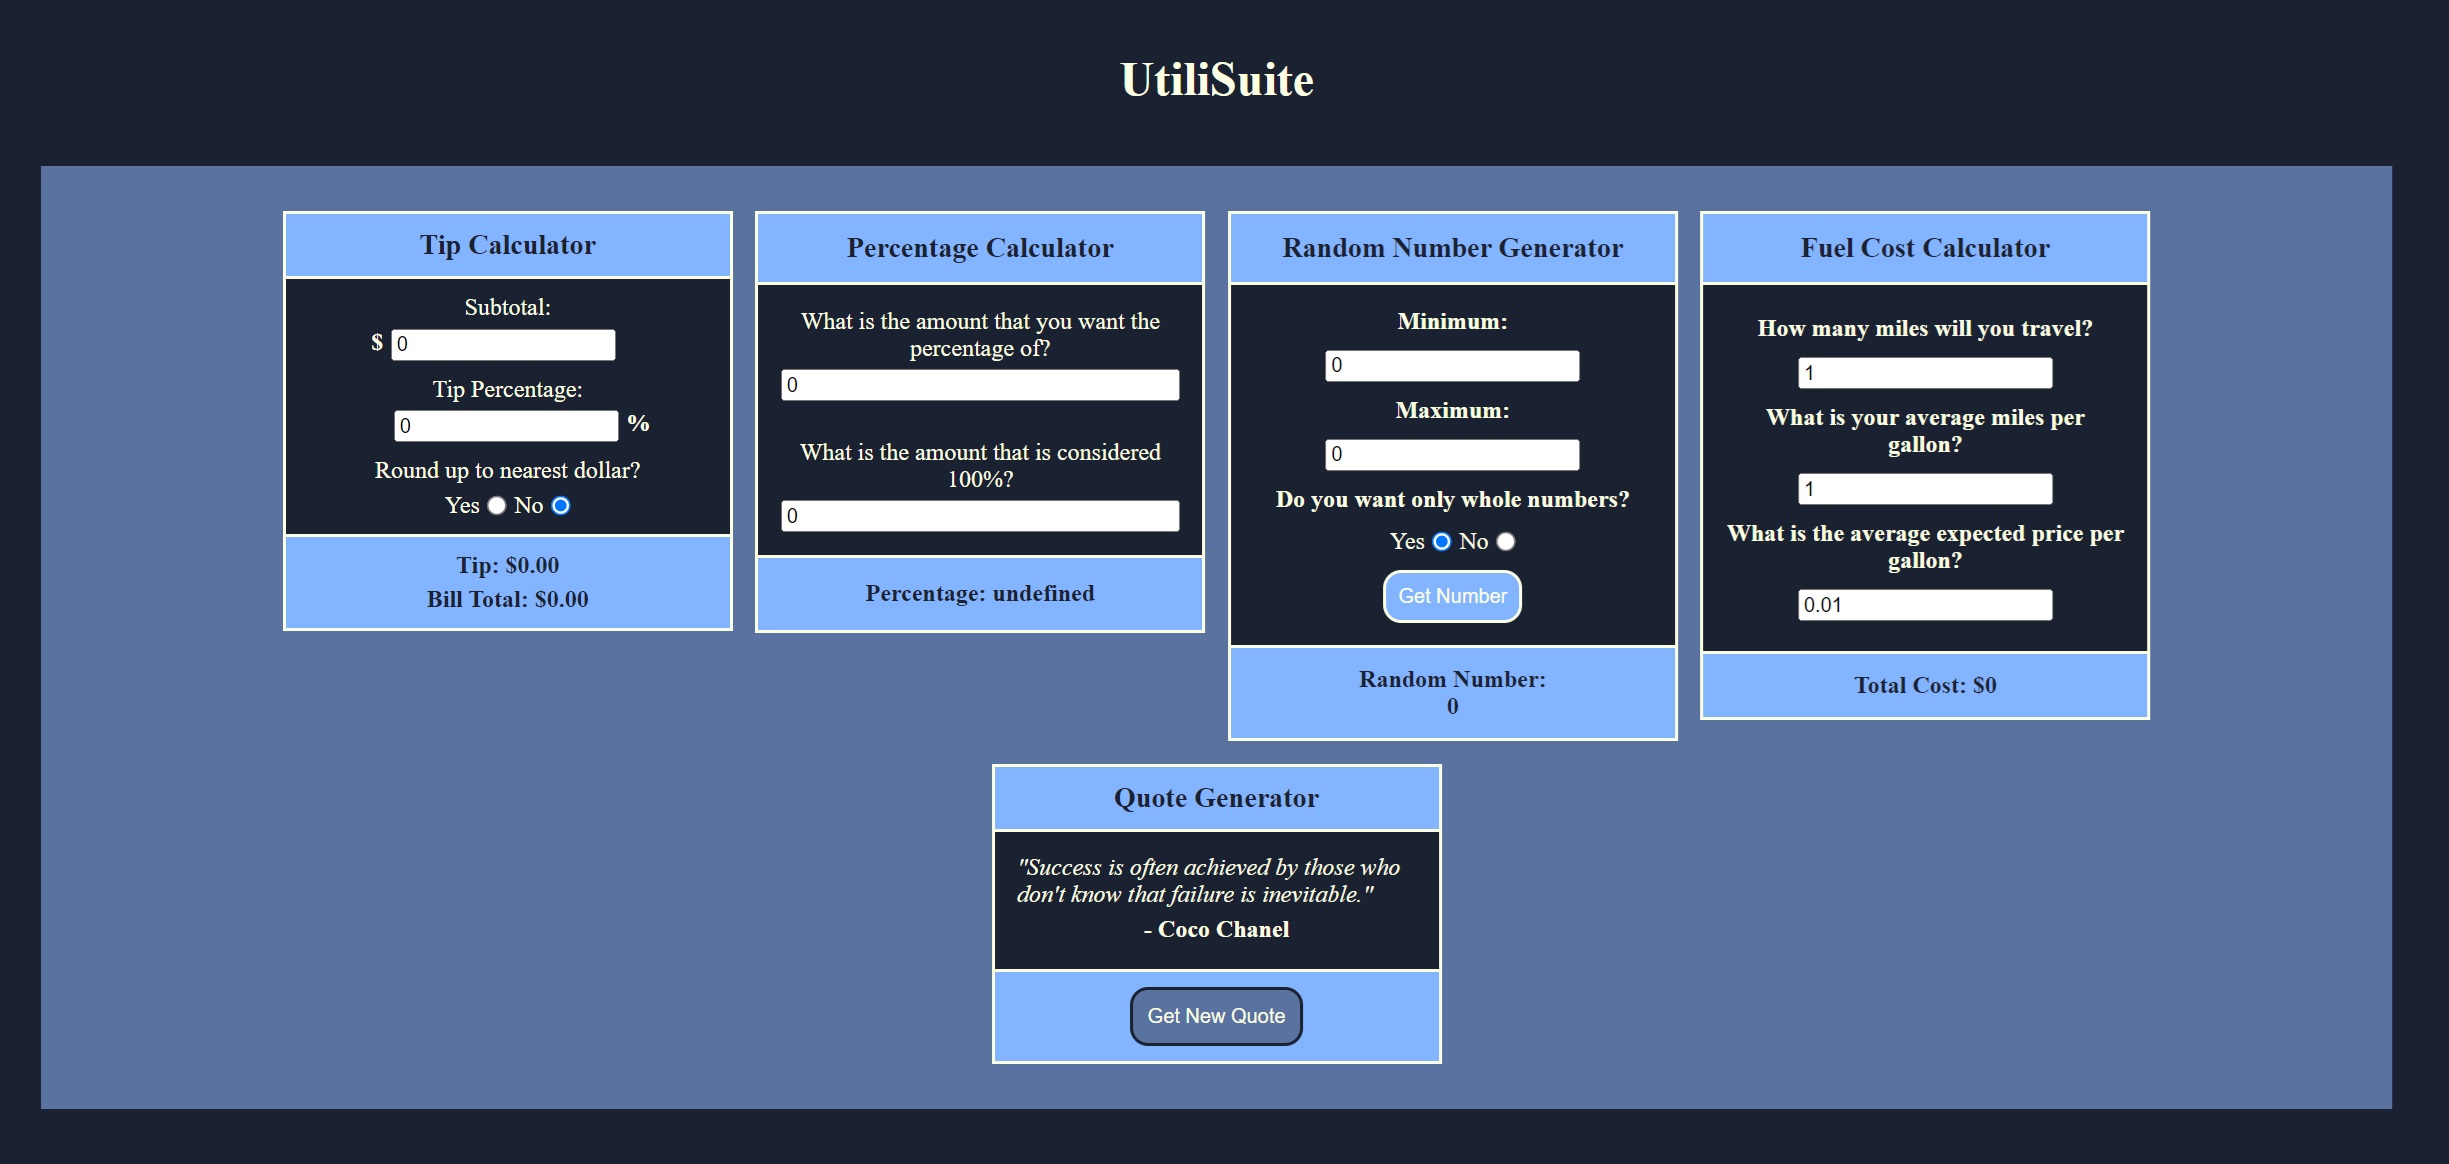 UtiliSuite
Tip Calculator
Subtotal:
$ 0
Tip Percentage:
0 %
Round up to nearest dollar?
Yes No
Tip: $0.00
Bill Total: $0.00
Percentage Calculator
What is the amount that you want the
percentage of?
0
What is the amount that is considered
100%?
0
Percentage: undefined
Random Number Generator
Minimum:
0
Maximum:
0
Do you want only whole numbers?
Yes No
Get Number
Random Number:
0
Fuel Cost Calculator
How many miles will you travel?
1
What is your average miles per
gallon?
1
What is the average expected price per
gallon?
0.01
Total Cost: $0
Quote Generator
"Success is often achieved by those who
don't know that failure is inevitable."
- Coco Chanel
Get New Quote